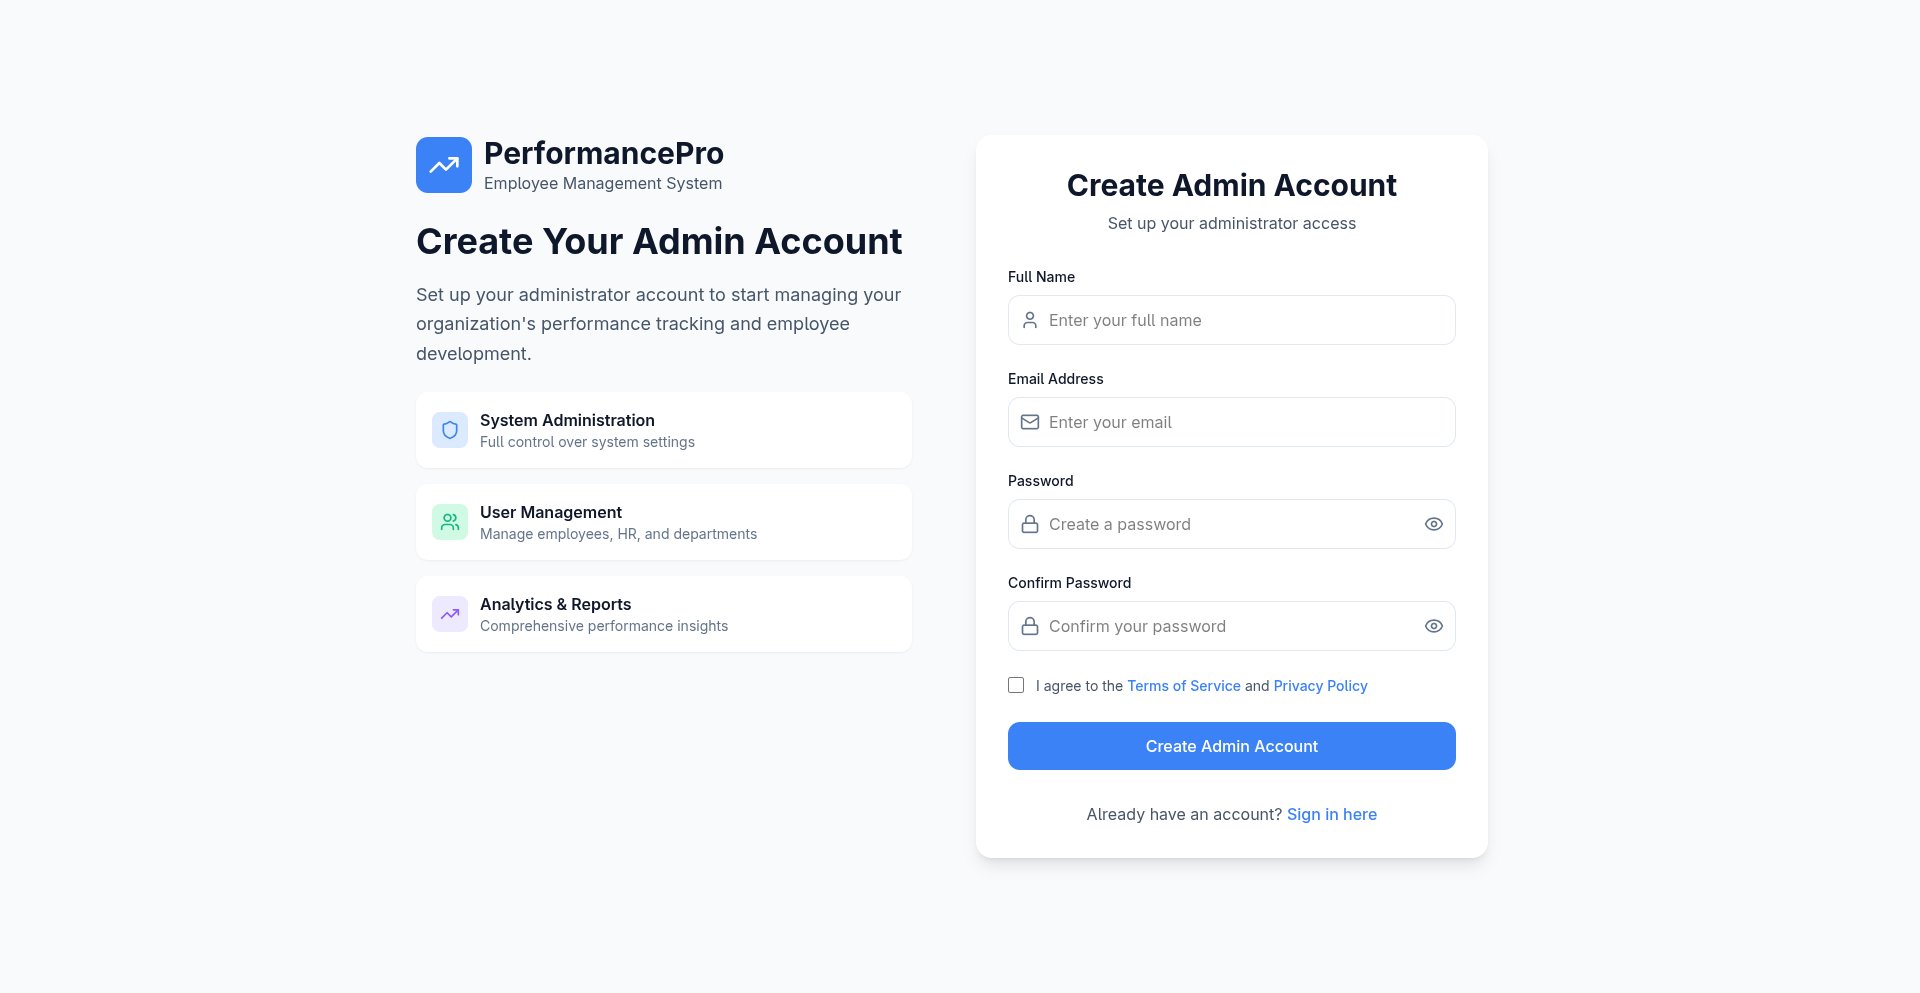 PerformancePro
Employee Management System
Create Your Admin Account
Set up your administrator account to start managing your
organization's performance tracking and employee
development.
System Administration
Full control over system settings
User Management
Manage employees, HR, and departments
Analytics & Reports
Comprehensive performance insights
Create Admin Account
Set up your administrator access
Full Name
Enter your full name
Email Address
Enter your email
Password
Create a password
Confirm Password
Confirm your password
I agree to the Terms of Service and Privacy Policy
Create Admin Account
Already have an account? Sign in here